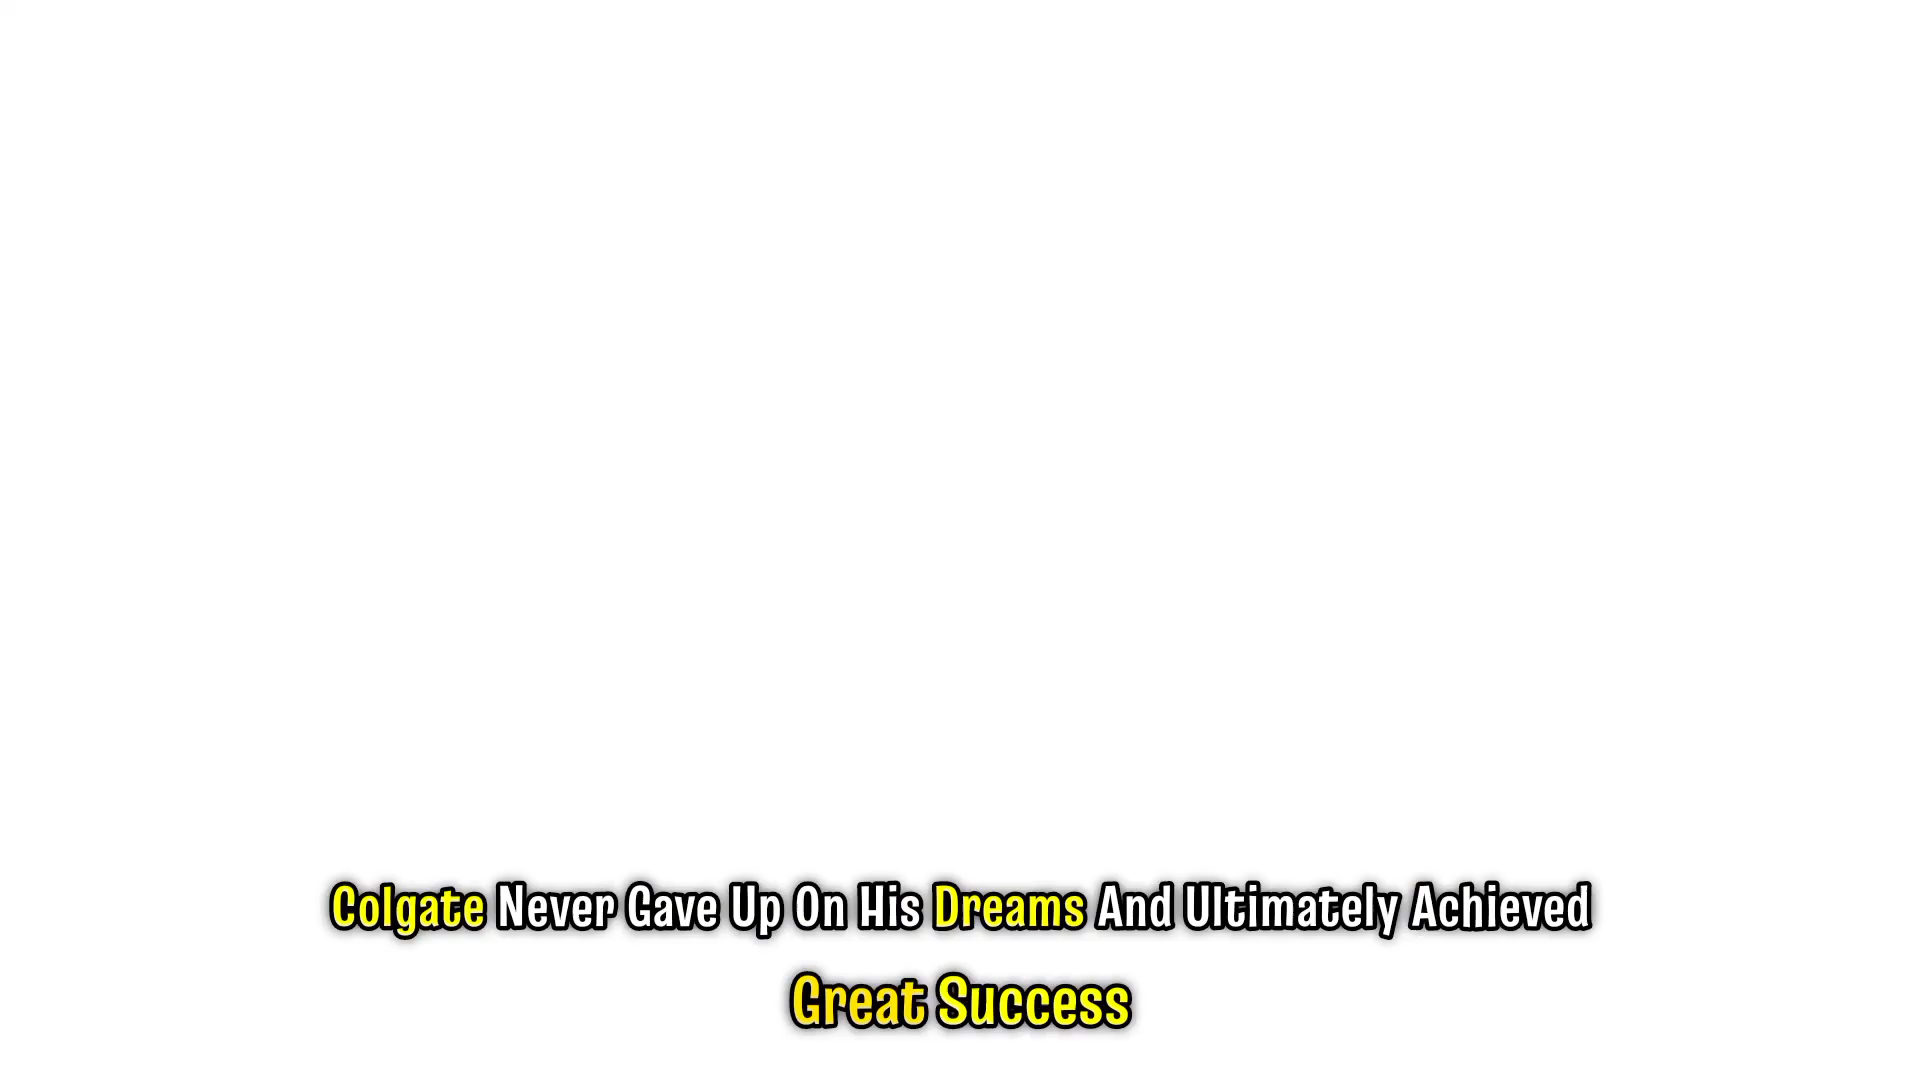 Colgate Never Gave Up On His Dreams And Ultimately Achieved
Great Success